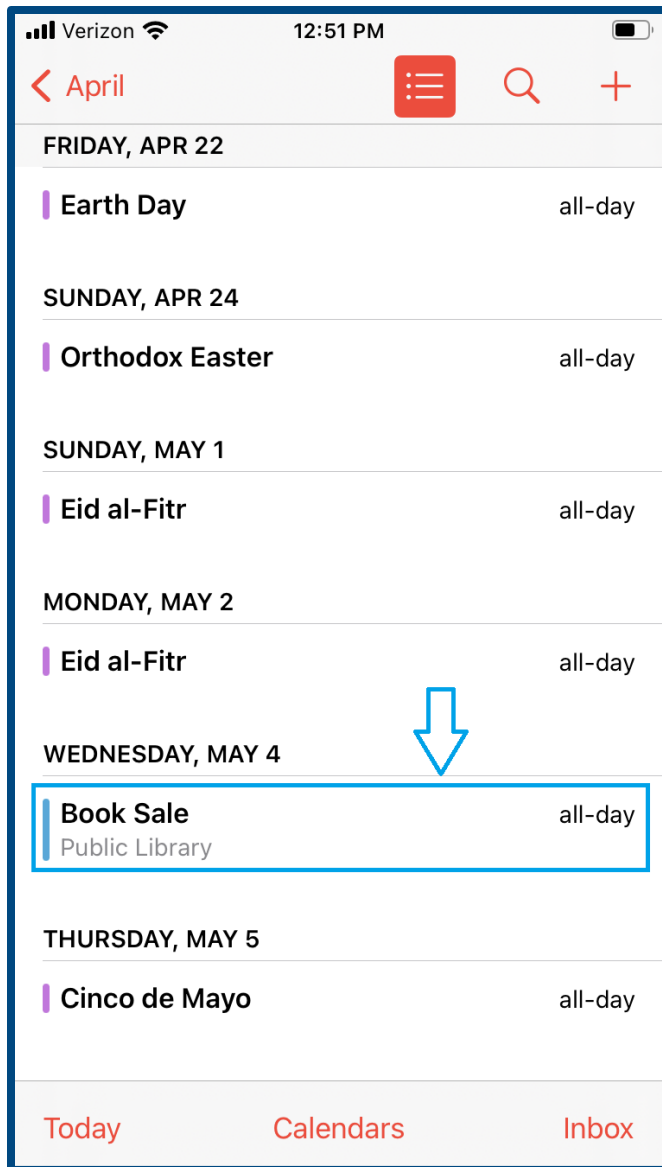 Verizon 12:51 PM
April
FRIDAY, APR 22
Earth Day all-day
SUNDAY, APR 24
Orthodox Easter all-day
SUNDAY, MAY 1
Eid al-Fitr all-day
MONDAY, MAY 2
Eid al-Fitr all-day
WEDNESDAY, MAY 4
Book Sale all-day
Public Library
THURSDAY, MAY 5
Cinco de Mayo all-day
Today Calendars Inbox